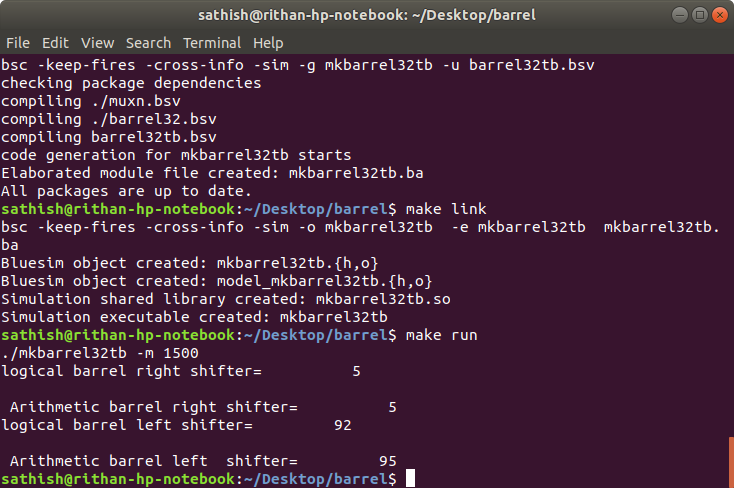 sathish@rithan-hp-notebook: ~/Desktop/barrel
File Edit View Search Terminal Help
bsc -keep-fires -cross-info -sim -g mkbarrel32tb -u barrel32tb.bsv
checking package dependencies
compiling ./muxn.bsv
compiling ./barrel32.bsv
compiling barrel32tb.bsv
code generation for mkbarrel32tb starts
Elaborated module file created: mkbarrel32tb.ba
All packages are up to date.
sathish@rithan-hp-notebook:~/Desktop/barrel$ make link
bsc -keep-fires -cross-info -sim -o mkbarrel32tb  -e mkbarrel32tb  mkbarrel32tb.
ba
Bluesim object created: mkbarrel32tb.{h,o}
Bluesim object created: model_mkbarrel32tb.{h,o}
Simulation shared library created: mkbarrel32tb.so
Simulation executable created: mkbarrel32tb
sathish@rithan-hp-notebook:~/Desktop/barrel$ make run
./mkbarrel32tb -m 1500
logical barrel right shifter=          5
 Arithmetic barrel right shifter=          5
logical barrel left shifter=         92
 Arithmetic barrel left  shifter=         95
sathish@rithan-hp-notebook:~/Desktop/barrel$